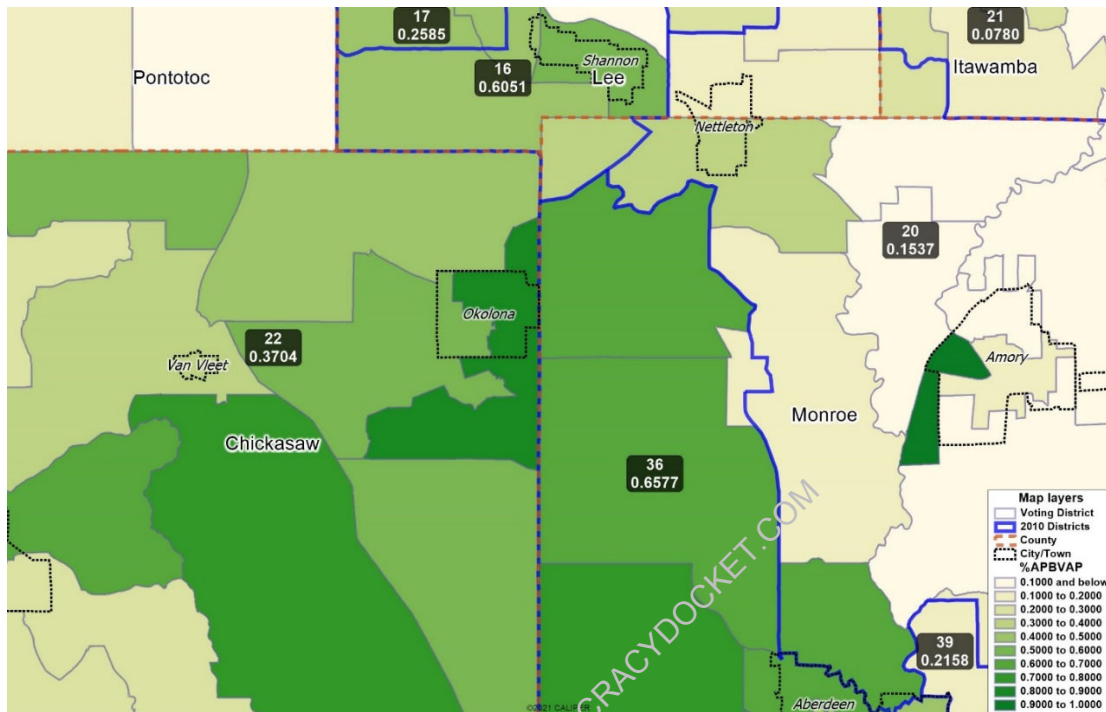 17
0.2585
21
0.0780
Pontotoc
16
0.6051
Shannon
Lee
Itawamba
Nettleton
20
0.1537
Okolona
22
0.3704
Van Vleet
Amory
Chickasaw
Monroe
36
0.6577
CRACYDOCKET.COM
39
0.2158
Aberdeen
©2021 CALIPER
Map layers
Voting District
2010 Districts
County
City/Town
%APBVAP
0.1000 and below
0.1000 to 0.2000
0.2000 to 0.3000
0.3000 to 0.4000
0.4000 to 0.5000
0.5000 to 0.6000
0.6000 to 0.7000
0.7000 to 0.8000
0.8000 to 0.9000
0.9000 to 1.0000